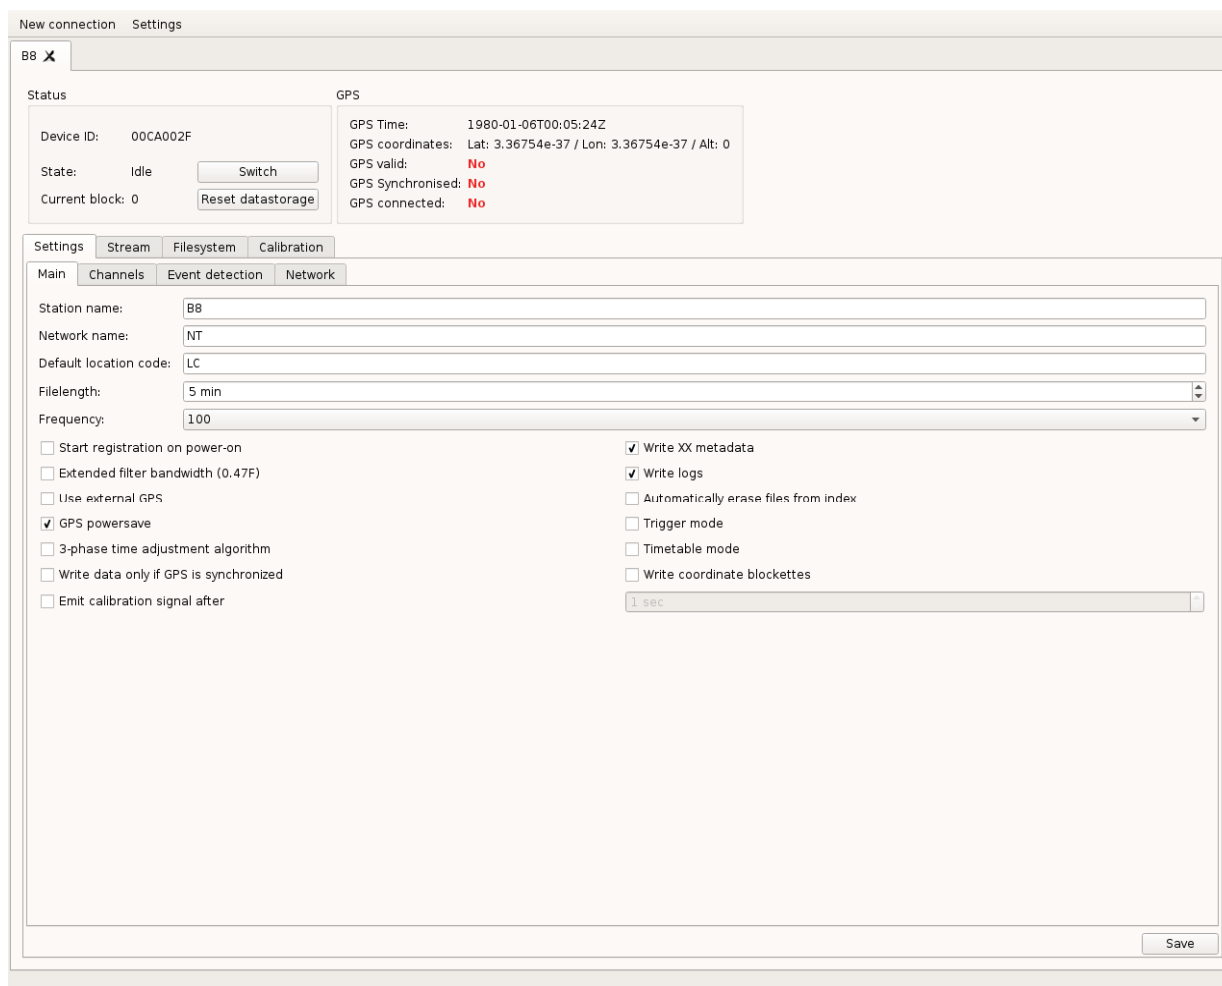 New connection Settings
B8
Status
GPS
Device ID: 00CA002F
State: Idle Switch
Current block: 0 Reset datastorage
GPS Time: 1980-01-06T00:05:24Z
GPS coordinates: Lat: 3.36754e-37 / Lon: 3.36754e-37 / Alt: 0
GPS valid: No
GPS Synchronised: No
GPS connected: No
Settings Stream Filesystem Calibration
Main Channels Event detection Network
Station name: B8
Network name: NT
Default location code: LC
Filelength: 5 min
Frequency: 100
Start registration on power-on
Write XX metadata
Extended filter bandwidth (0.47F)
Write logs
Use external GPS
Automatically erase files from index
GPS powersave
Trigger mode
3-phase time adjustment algorithm
Timetable mode
Write data only if GPS is synchronized
Write coordinate blockettes
Emit calibration signal after
1 sec
Save